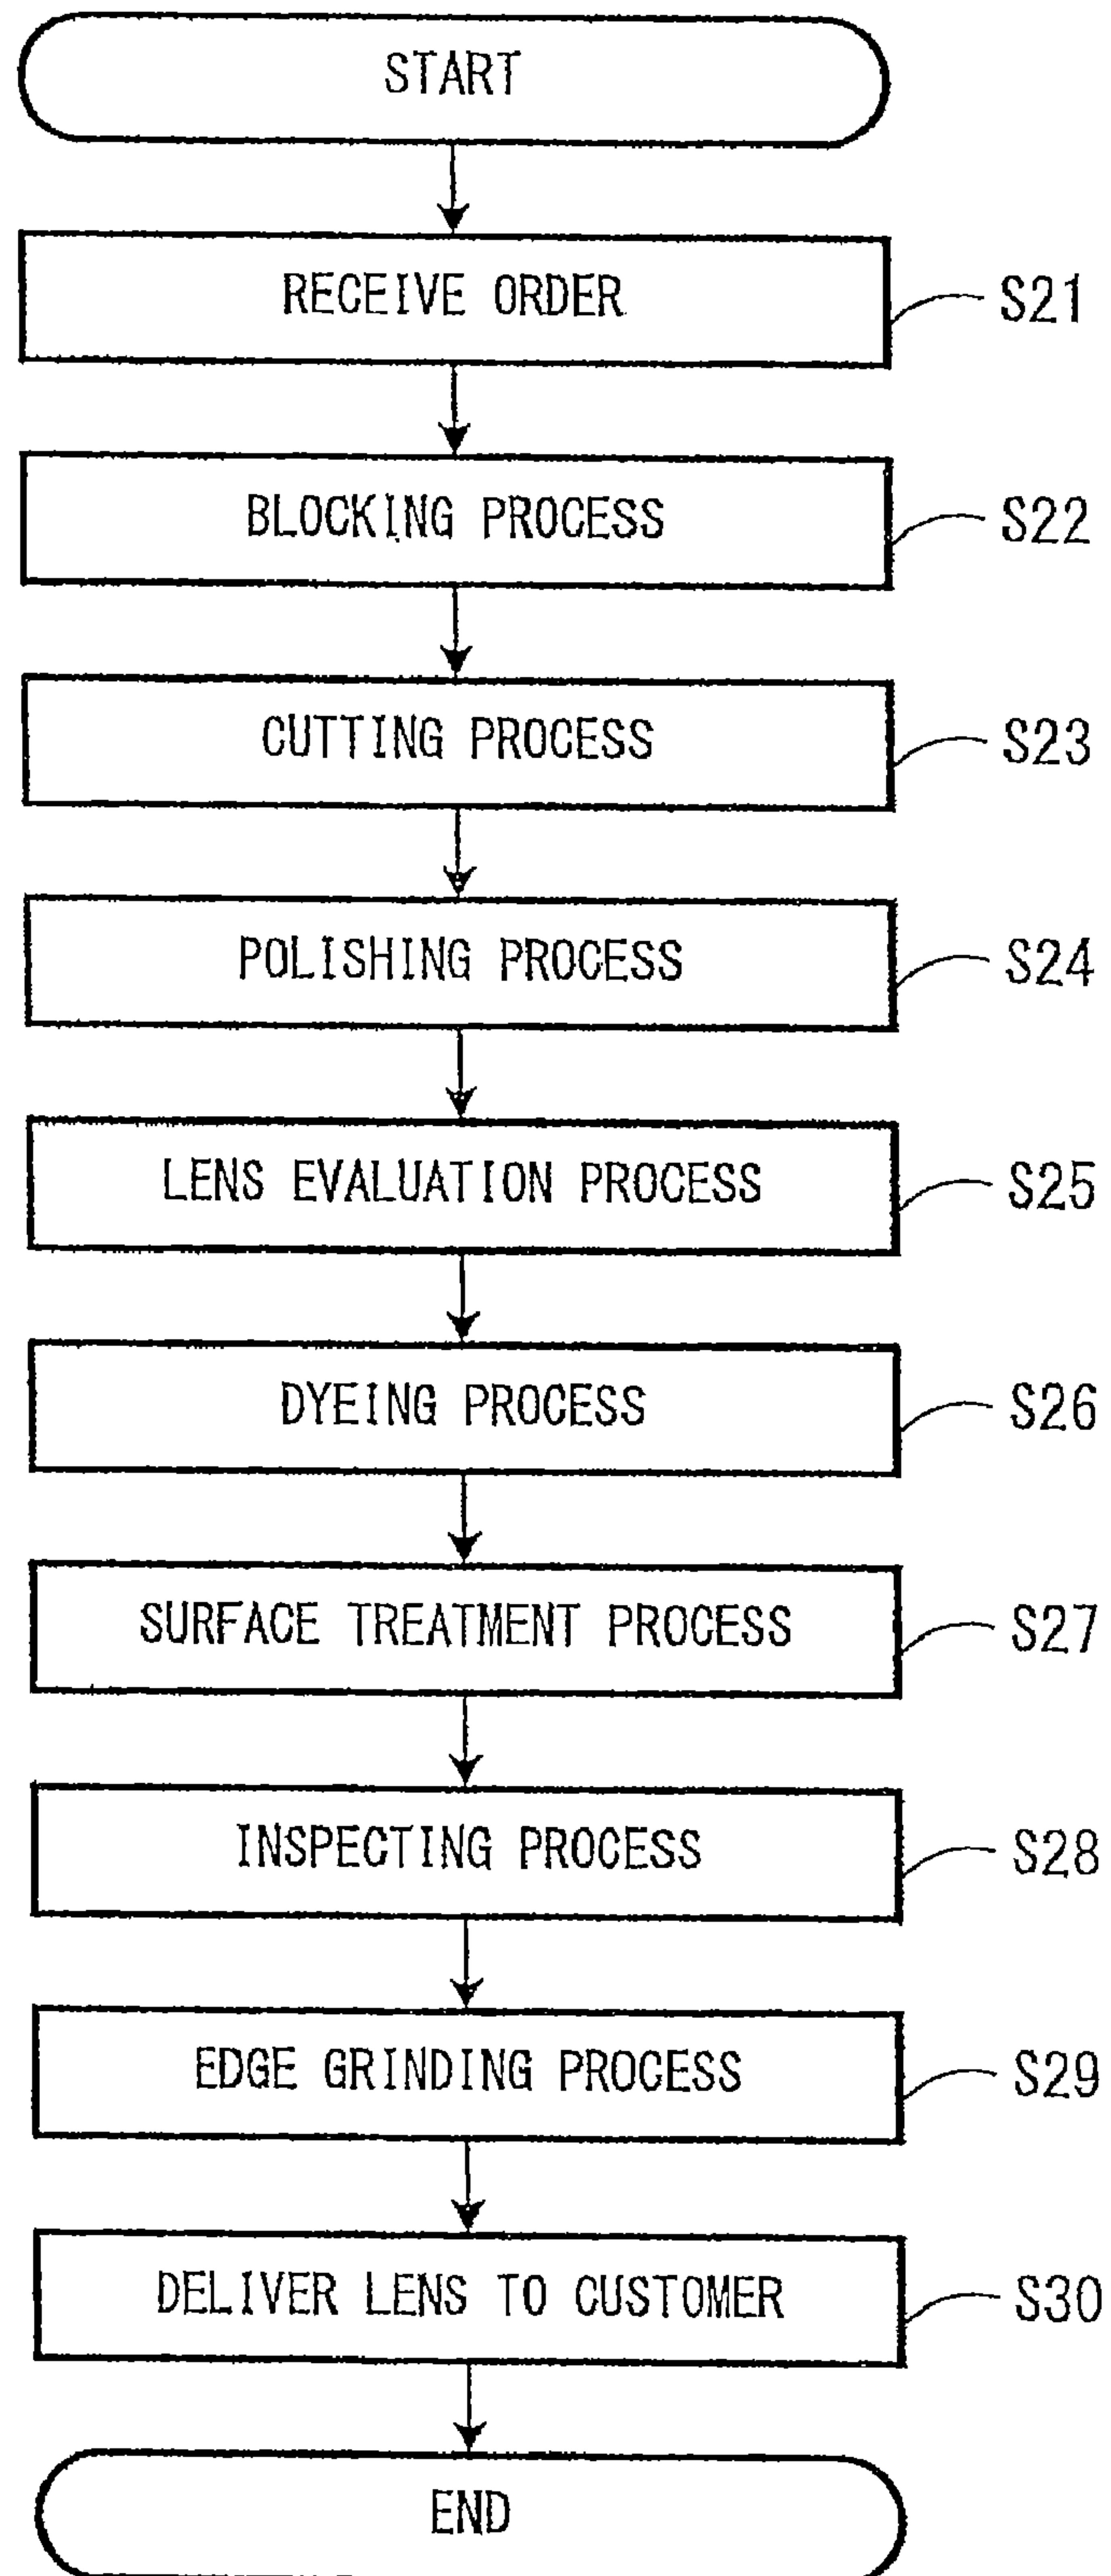 START
RECEIVE ORDER S21
BLOCKING PROCESS S22
CUTTING PROCESS S23
POLISHING PROCESS S24
LENS EVALUATION PROCESS S25
DYEING PROCESS S26
SURFACE TREATMENT PROCESS S27
INSPECTING PROCESS S28
EDGE GRINDING PROCESS S29
DELIVER LENS TO CUSTOMER S30
END